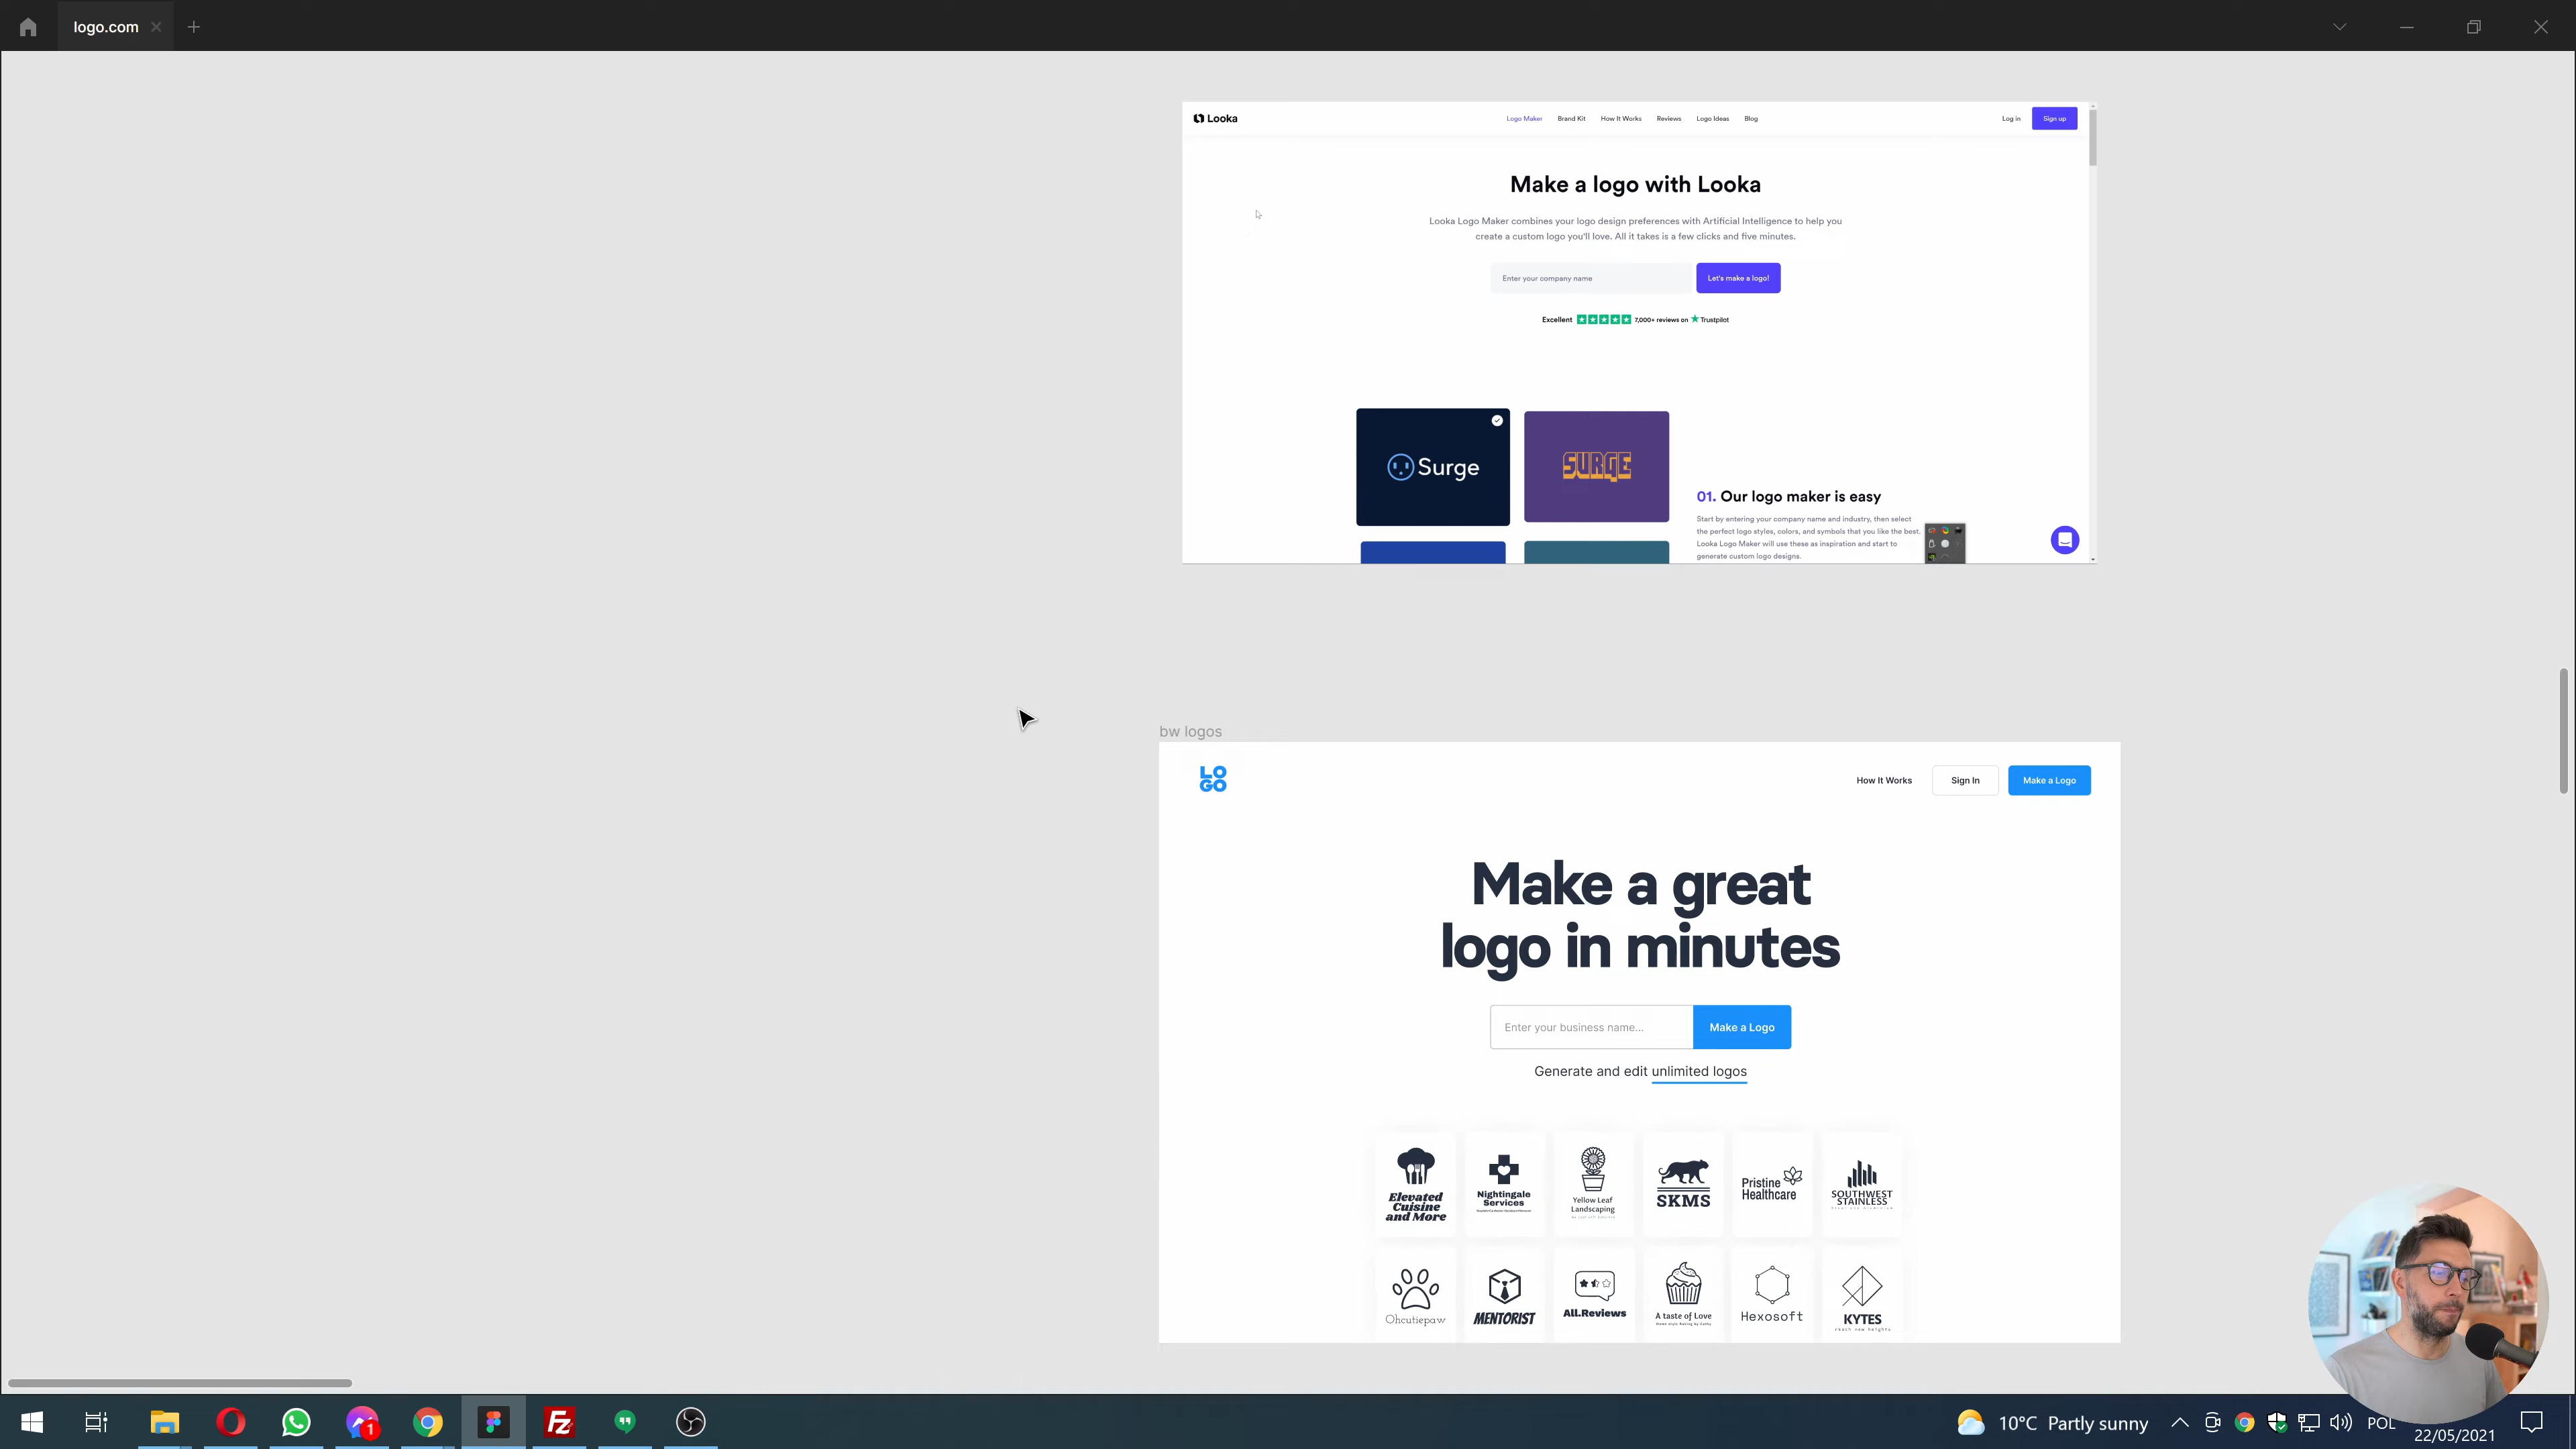 logo.com
Looka
Logo Maker Brand Kit How It Works Reviews Logo Ideas Blog
Log in Sign up
Make a logo with Looka
Looka Logo Maker combines your logo design preferences with Artificial Intelligence to help you
create a custom logo you'll love. All it takes is a few clicks and five minutes.
Enter your company name Let's make a logo!
Excellent 7,000+ reviews on Trustpilot
Surge
SURGE
01. Our logo maker is easy
Start by entering your company name and industry, then select
the perfect logo styles, colors, and symbols that you like the best.
Looka Logo Maker will use these as inspiration and start to
generate custom logo designs.
bw logos
LO
GO
How It Works Sign In Make a Logo
Make a great
logo in minutes
Enter your business name... Make a Logo
Generate and edit unlimited logos
Elevated
Cuisine
and More
Nightingale
Services
Yellow Leaf
Landscaping
SKMS
Pristine
Healthcare
SOUTHWEST
STAINLESS
Ohcutiepaw
MENTORIST
All.Reviews
A taste of Love
Hexosoft
KYTES
reach new heights
1
Fz
10°C Partly sunny
POL
22/05/2021